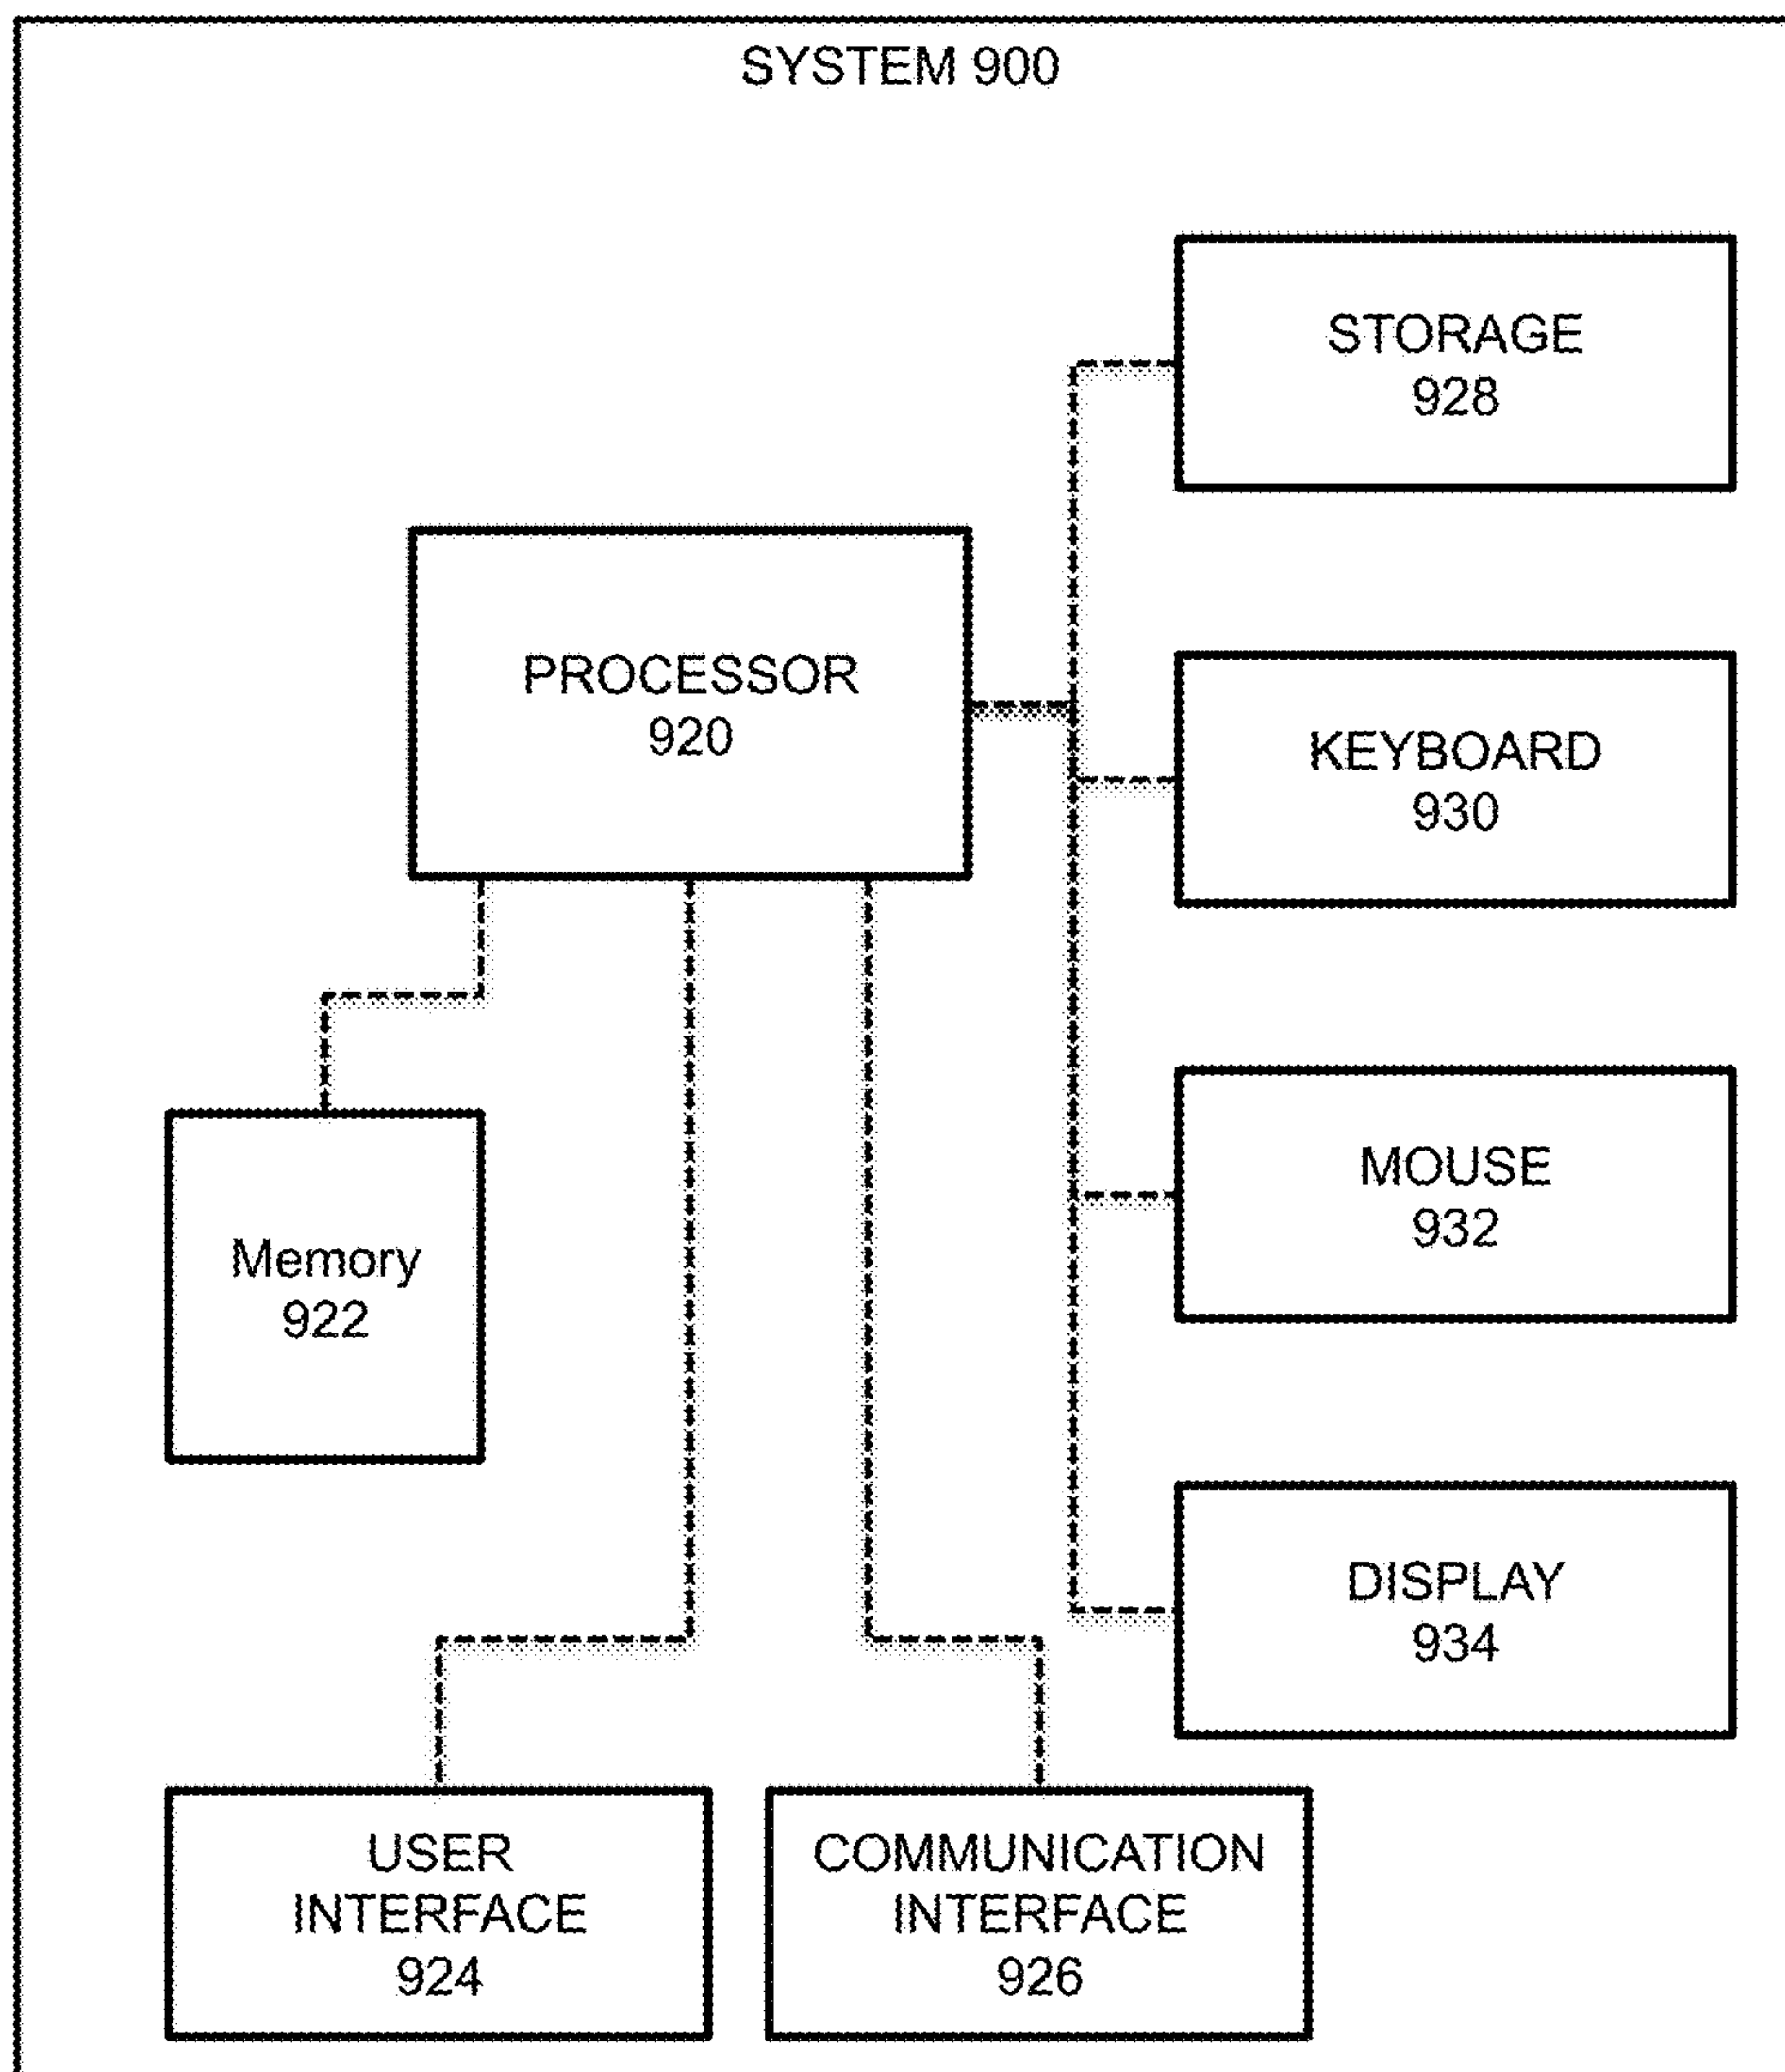 SYSTEM 900
STORAGE
928
PROCESSOR
920
KEYBOARD
930
MOUSE
932
Memory
922
DISPLAY
934
USER
INTERFACE
924
COMMUNICATION
INTERFACE
926